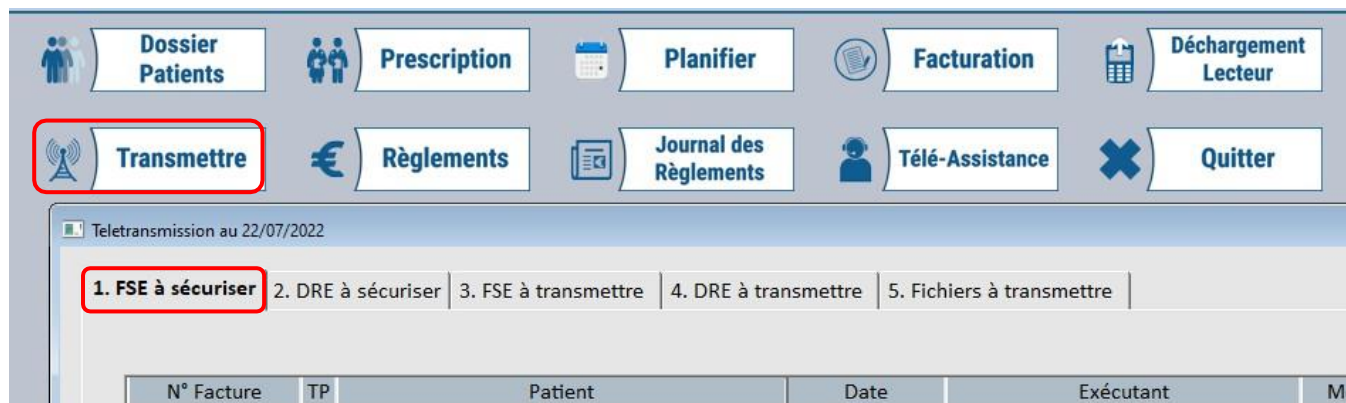 Dossier
Patients
Prescription
Planifier
Facturation
Déchargement
Lecteur
Transmettre
Règlements
Journal des
Règlements
Télé-Assistance
Quitter
Teletransmission au 22/07/2022
1. FSE à sécuriser 2. DRE à sécuriser 3. FSE à transmettre 4. DRE à transmettre 5. Fichiers à transmettre
N° Facture TP Patient Date Exécutant M